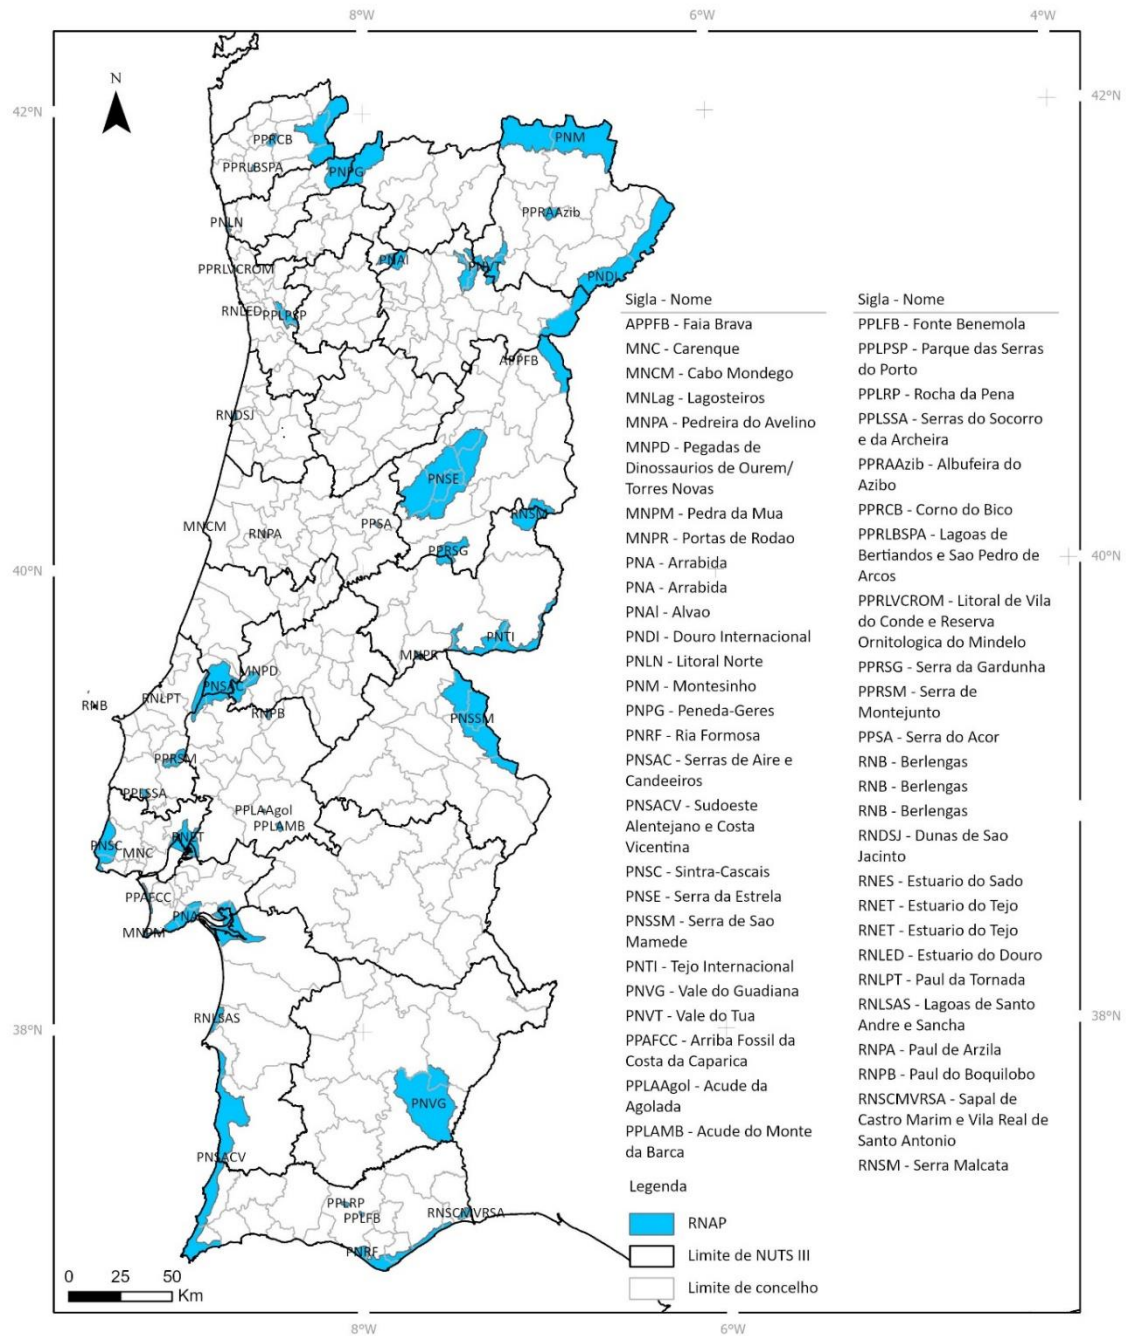 8°W
6°W
4°W
42°N
42°N
N
PPRCB
PPRLBSPA
PNPG
PNM
PNLN
PPRAAzib
PPRLVCROM
PNAl
PNVT
PNDI
RNLED
PPLPSP
APPFB
RNDSJ
PNSE
MNCM
RNPA
PPSA
RNSM
PPRSG
40°N
40°N
PNTI
MNPR
MNPD
PNSAC
RNLPT
RNB
RNPB
PNSSM
PPRSM
PPLSSA
PPLAAgol
PPLAMB
PNSC
RNET
MNC
PPAFCC
PNA
MNPM
RNLSAS
38°N
38°N
PNVG
PNSACV
PPLRP
PPLFB
RNSCMVRSA
PNRF
0 25 50
Km
8°W
6°W
Sigla - Nome
APPFB - Faia Brava
MNC - Carenque
MNCM - Cabo Mondego
MNLag - Lagosteiros
MNPA - Pedreira do Avelino
MNPD - Pegadas de
Dinossaurios de Ourem/
Torres Novas
MNPM - Pedra da Mua
MNPR - Portas de Rodao
PNA - Arrabida
PNA - Arrabida
PNAl - Alvao
PNDI - Douro Internacional
PNLN - Litoral Norte
PNM - Montesinho
PNPG - Peneda-Geres
PNRF - Ria Formosa
PNSAC - Serras de Aire e
Candeeiros
PNSACV - Sudoeste
Alentejano e Costa
Vicentina
PNSC - Sintra-Cascais
PNSE - Serra da Estrela
PNSSM - Serra de Sao
Mamede
PNTI - Tejo Internacional
PNVG - Vale do Guadiana
PNVT - Vale do Tua
PPAFCC - Arriba Fossil da
Costa da Caparica
PPLAAgol - Acude da
Agolada
PPLAMB - Acude do Monte
da Barca
Sigla - Nome
PPLFB - Fonte Benemola
PPLPSP - Parque das Serras
do Porto
PPLRP - Rocha da Pena
PPLSSA - Serras do Socorro
e da Archeira
PPRAAzib - Albufeira do
Azibo
PPRCB - Corno do Bico
PPRLBSPA - Lagoas de
Bertiandos e Sao Pedro de
Arcos
PPRLVCROM - Litoral de Vila
do Conde e Reserva
Ornitologica do Mindelo
PPRSG - Serra da Gardunha
PPRSM - Serra de
Montejunto
PPSA - Serra do Acor
RNB - Berlengas
RNB - Berlengas
RNB - Berlengas
RNDSJ - Dunas de Sao
Jacinto
RNES - Estuario do Sado
RNET - Estuario do Tejo
RNET - Estuario do Tejo
RNLED - Estuario do Douro
RNLPT - Paul da Tornada
RNLSAS - Lagoas de Santo
Andre e Sancha
RNPA - Paul de Arzila
RNPB - Paul do Boquilobo
RNSCMVRSA - Sapal de
Castro Marim e Vila Real de
Santo Antonio
RNSM - Serra Malcata
Legenda
RNAP
Limite de NUTS III
Limite de concelho